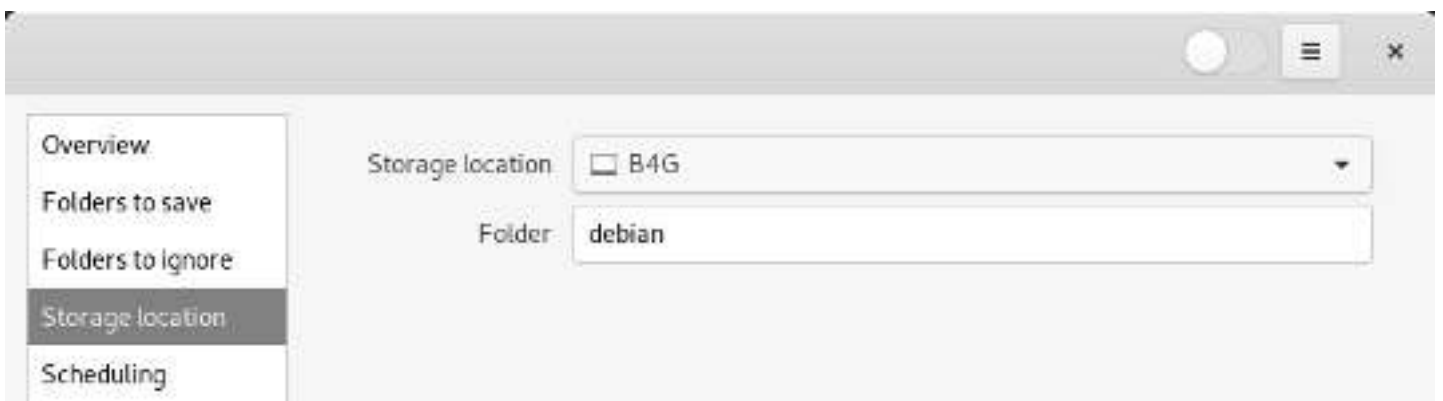 Overview
Folders to save
Folders to ignore
Storage location
Scheduling
Storage location B4G
Folder debian